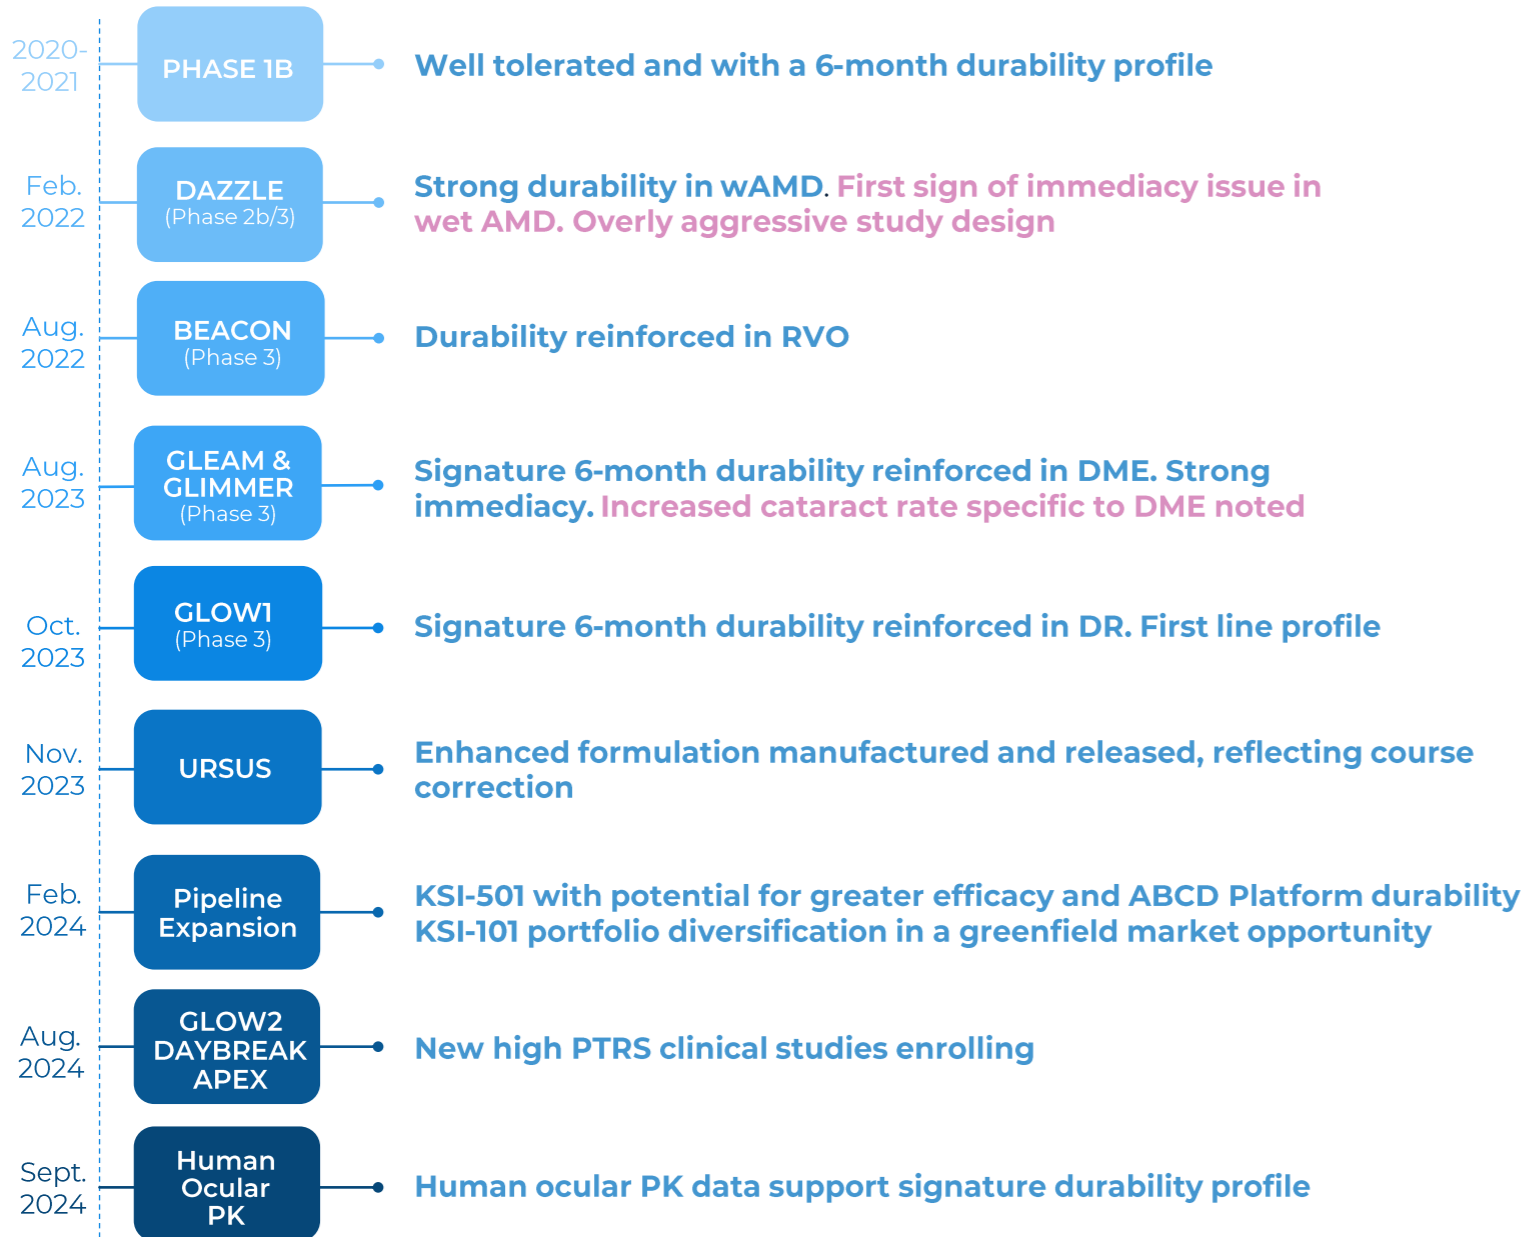 2020-
2021
PHASE 1B
Well tolerated and with a 6-month durability profile
Feb.
2022
DAZZLE
(Phase 2b/3)
Strong durability in wAMD. First sign of immediacy issue in
wet AMD. Overly aggressive study design
Aug.
2022
BEACON
(Phase 3)
Durability reinforced in RVO
Aug.
2023
GLEAM &
GLIMMER
(Phase 3)
Signature 6-month durability reinforced in DME. Strong
immediacy. Increased cataract rate specific to DME noted
Oct.
2023
GLOW1
(Phase 3)
Signature 6-month durability reinforced in DR. First line profile
Nov.
2023
URSUS
Enhanced formulation manufactured and released, reflecting course
correction
Feb.
2024
Pipeline
Expansion
KSI-501 with potential for greater efficacy and ABCD Platform durability
KSI-101 portfolio diversification in a greenfield market opportunity
Aug.
2024
GLOW2
DAYBREAK
APEX
New high PTRS clinical studies enrolling
Sept.
2024
Human
Ocular
PK
Human ocular PK data support signature durability profile